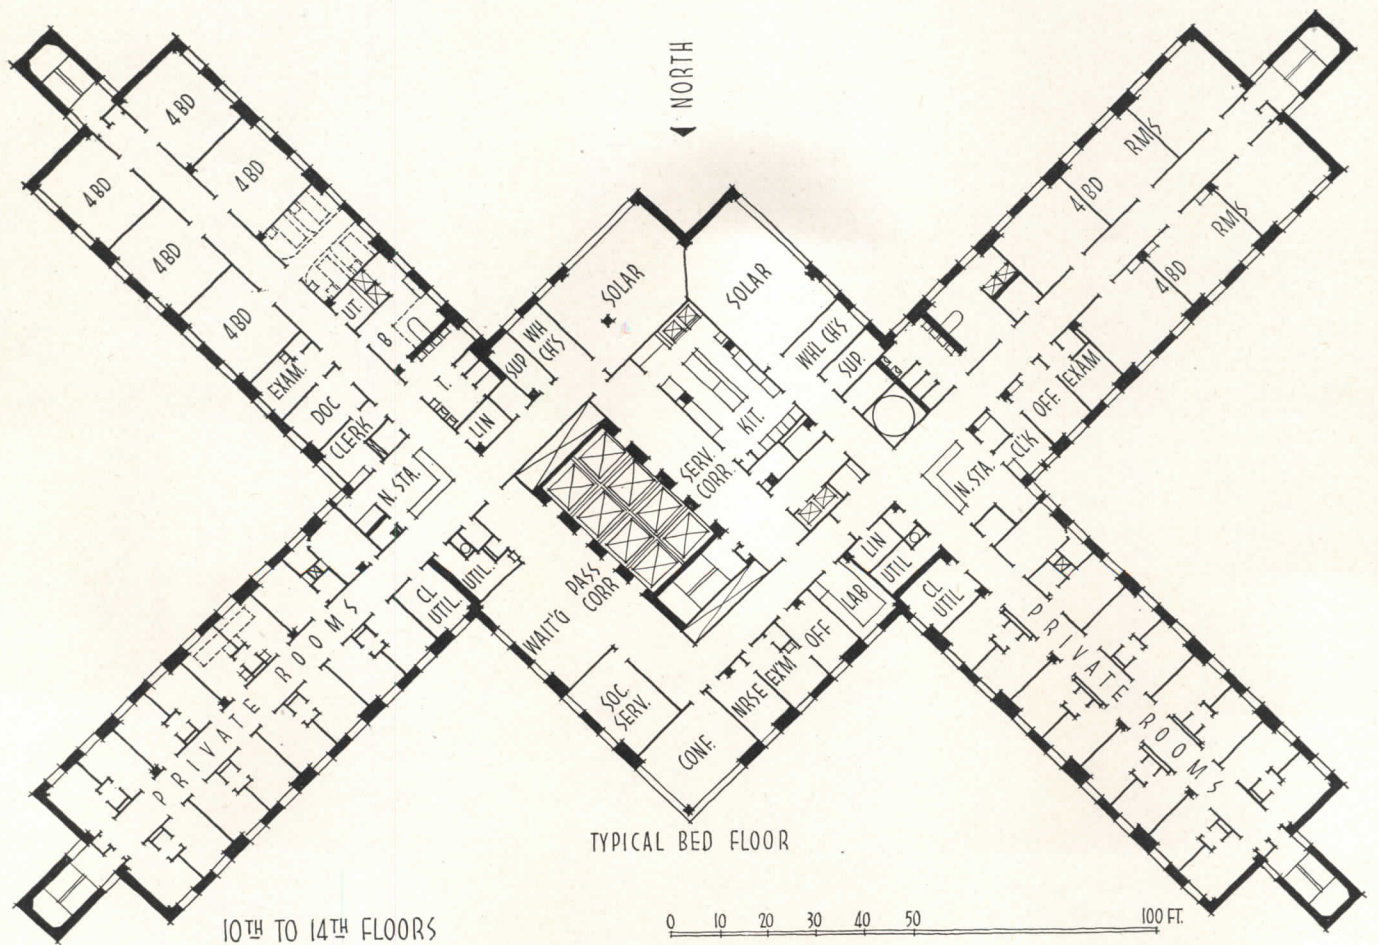 NORTH
4 BD
4 BD
4 BD
4 BD
4 BD
UT.
B
EXAM.
DOC
CLERK
T.
LIN
SUP
WH
CH'S
SOLAR
SOLAR
WH'L CH'S
SUP.
4 BD
RMS
4 BD
RMS
EXAM
OFF.
CL'K
N. STA.
N. STA.
KIT.
SERV.
CORR.
PASS
CORR
WAIT'G
UTIL.
CL.
UTIL.
PRIVATE ROOMS
SOC.
SERV.
CONF.
NRSE
EXM
OFF
LAB
LIN
UTIL
CL.
UTIL.
PRIVATE ROOMS
TYPICAL BED FLOOR
10TH TO 14TH FLOORS
0 10 20 30 40 50 100 FT.